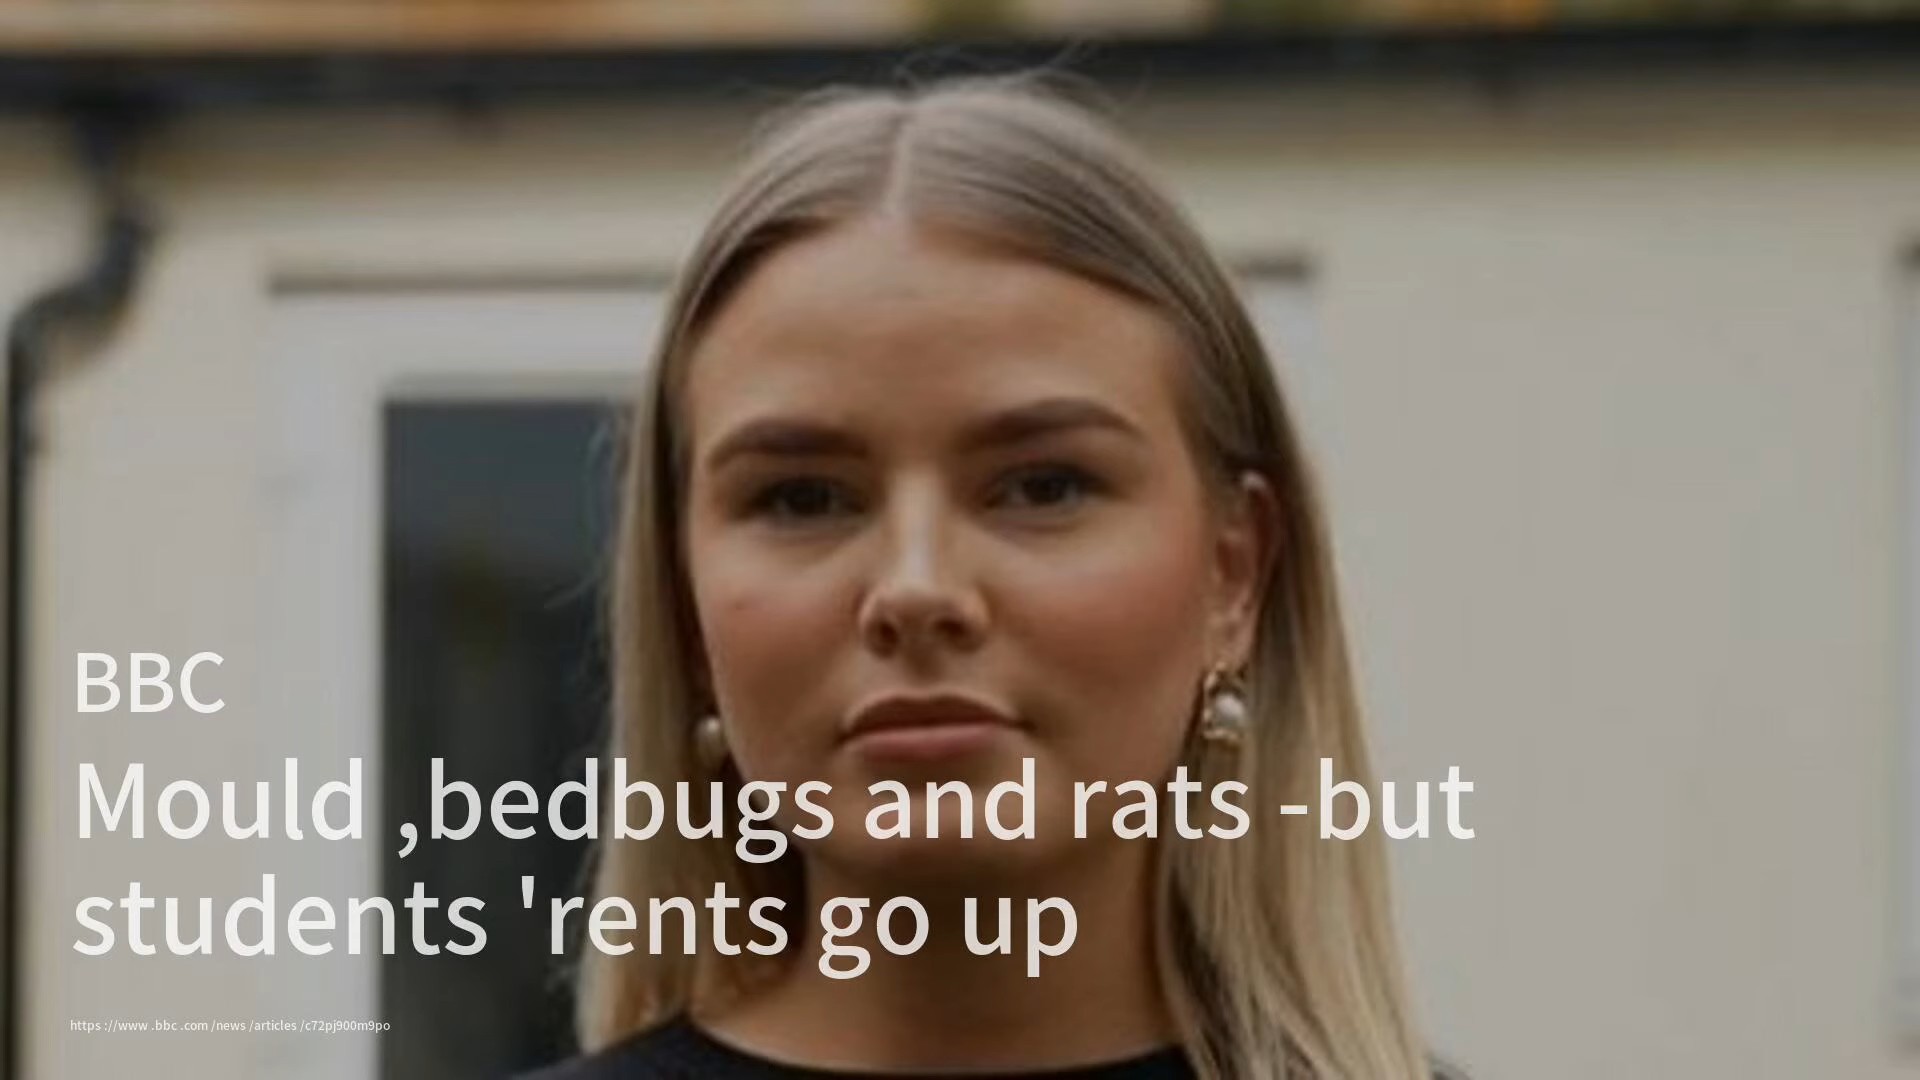 BBC
Mould ,bedbugs and rats -but
students 'rents go up
https ://www .bbc .com /news /articles /c72pj900m9po